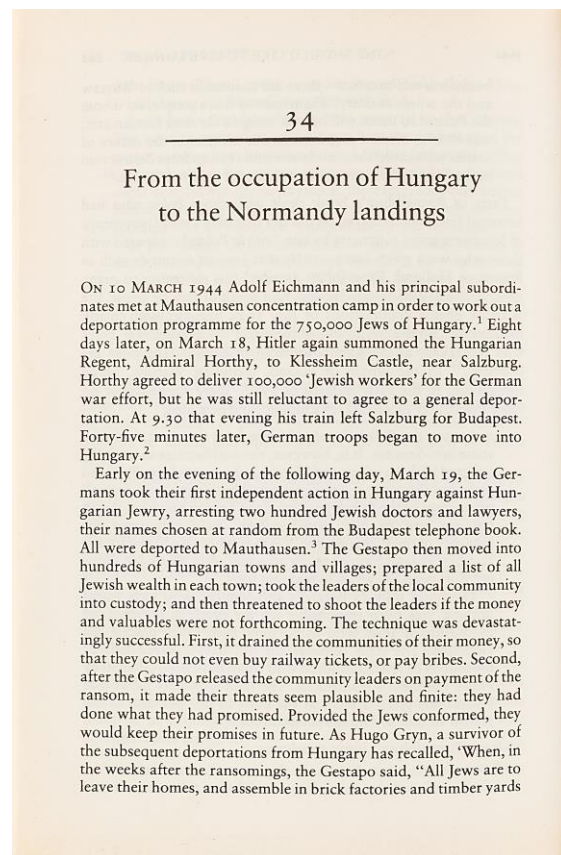 34
From the occupation of Hungary
to the Normandy landings
ON 10 MARCH 1944 Adolf Eichmann and his principal subordi-
nates met at Mauthausen concentration camp in order to work out a
deportation programme for the 750,000 Jews of Hungary.¹ Eight
days later, on March 18, Hitler again summoned the Hungarian
Regent, Admiral Horthy, to Klessheim Castle, near Salzburg.
Horthy agreed to deliver 100,000 ‘Jewish workers’ for the German
war effort, but he was still reluctant to agree to a general depor-
tation. At 9.30 that evening his train left Salzburg for Budapest.
Forty-five minutes later, German troops began to move into
Hungary.²
Early on the evening of the following day, March 19, the Ger-
mans took their first independent action in Hungary against Hun-
garian Jewry, arresting two hundred Jewish doctors and lawyers,
their names chosen at random from the Budapest telephone book.
All were deported to Mauthausen.³ The Gestapo then moved into
hundreds of Hungarian towns and villages; prepared a list of all
Jewish wealth in each town; took the leaders of the local community
into custody; and then threatened to shoot the leaders if the money
and valuables were not forthcoming. The technique was devastat-
ingly successful. First, it drained the communities of their money, so
that they could not even buy railway tickets, or pay bribes. Second,
after the Gestapo released the community leaders on payment of the
ransom, it made their threats seem plausible and finite: they had
done what they had promised. Provided the Jews conformed, they
would keep their promises in future. As Hugo Gryn, a survivor of
the subsequent deportations from Hungary has recalled, ‘When, in
the weeks after the ransomings, the Gestapo said, “All Jews are to
leave their homes, and assemble in brick factories and timber yards